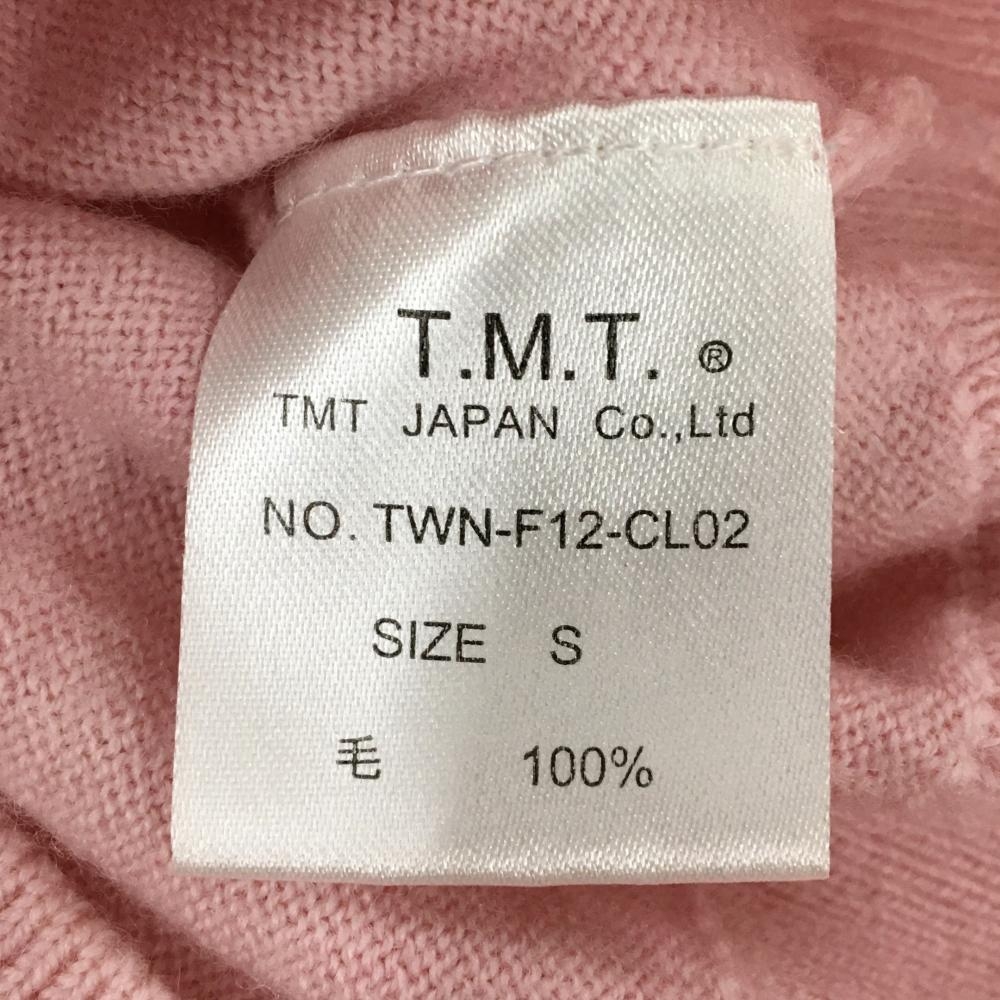 T.M.T. ®
TMT JAPAN Co.,Ltd
NO. TWN-F12-CL02
SIZE S
毛 100%